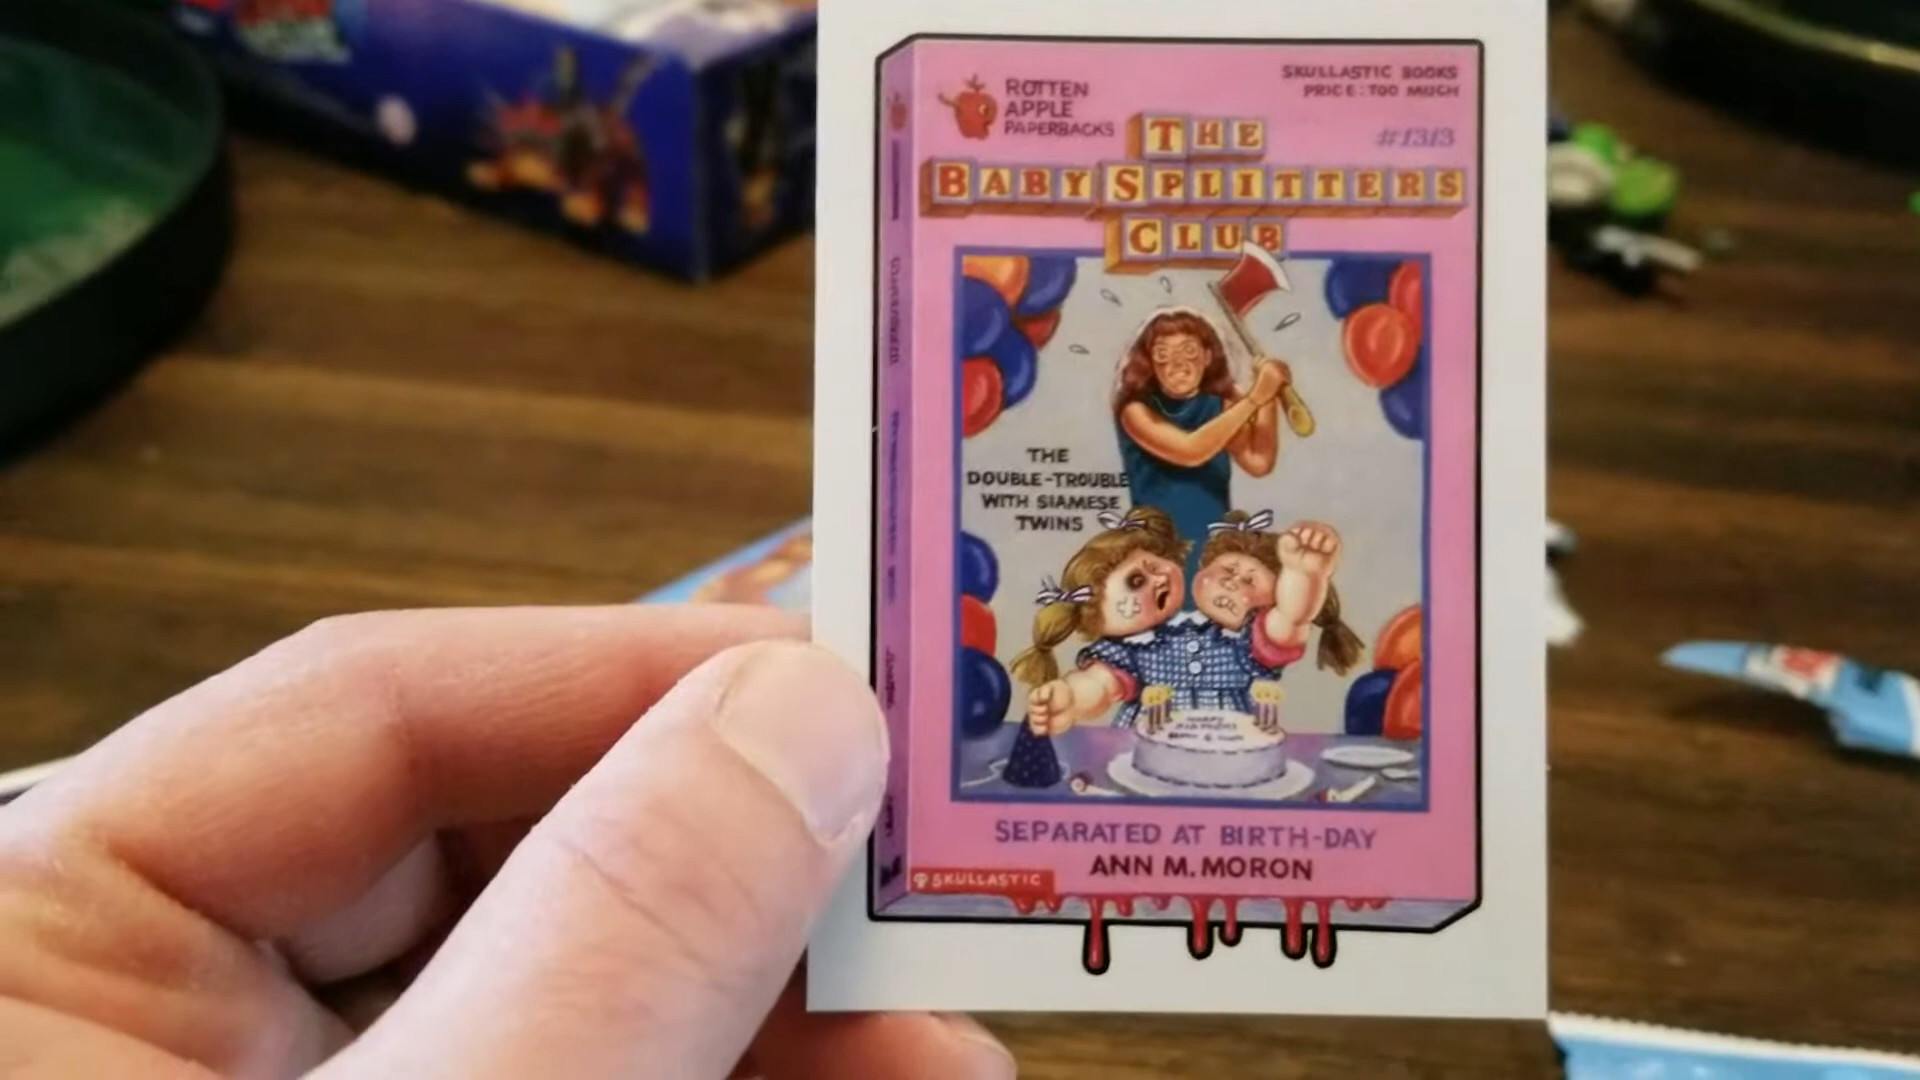 ROTTEN
APPLE
PAPERBACKS
SKULLASTIC BOOKS
PRICE: TOO MUCH
#1313
THE
BABY SPLITTERS
CLUB
THE
DOUBLE-TROUBLE
WITH SIAMESE
TWINS
HAPPY
SEPARATED AT BIRTH-DAY
ANN M. MORON
SKULLASTIC